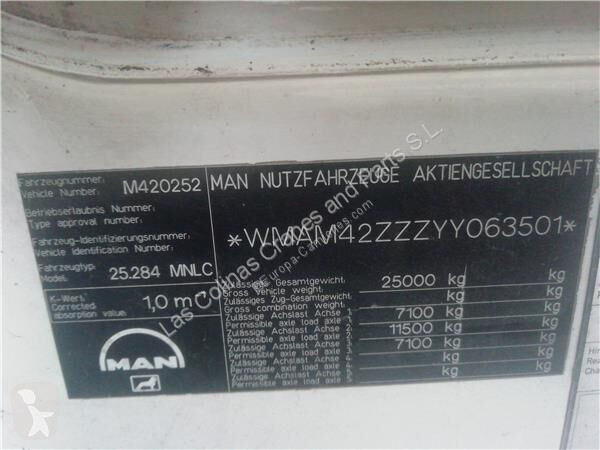 Fahrzeugnummer:
Vehicle Number: M420252
MAN NUTZFAHRZEUGE AKTIENGESELLSCHAFT
Betriebserlaubnis Nummer
Type approval number:
Fahrzeug-Identifizierungsnummer
Vehicle Identification Number:
*WMAM42ZZZYY063501*
Fahrzeugtyp:
Model: 25.284 MNLC
K-Wert:
Corrected
absorption value: 1,0 m
MAN
Zulässiges Gesamtgewicht:
Gross vehicle weight: 25000 kg kg
Zulässiges Zug-Gesamtgewicht:
Gross combination weight: kg kg
Zulässige Achslast Achse 1.
Permissible axle load axle 1: 7100 kg kg
Zulässige Achslast Achse 2.
Permissible axle load axle 2: 11500 kg kg
Zulässige Achslast Achse 3.
Permissible axle load axle 3: 7100 kg kg
Zulässige Achslast Achse 4.
Permissible axle load axle 4: kg kg
Zulässige Achslast Achse 5.
Permissible axle load axle 5: kg kg
Las Colinas Cranes and Parts S.L.
Europa-Camiones.com